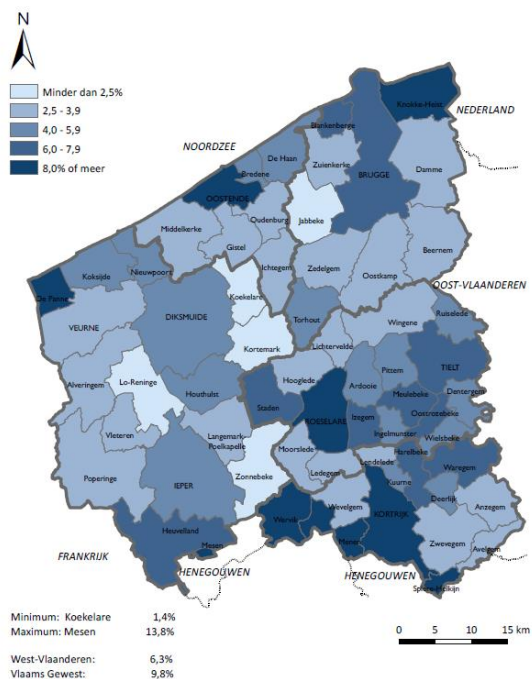 N
Minder dan 2,5%
2,5 - 3,9
4,0 - 5,9
6,0 - 7,9
8,0% of meer
NOORDZEE
NEDERLAND
Knokke-Heist
Blankenberge
De Haan
Zuienkerke
BRUGGE
Damme
Bredene
OOSTENDE
Jabbeke
Oudenburg
Middelkerke
Gistel
Beernem
Zedelgem
Oostkamp
Ichtegem
Nieuwpoort
Koksijde
De Panne
Koekelare
OOST-VLAANDEREN
Torhout
Ruiselede
Wingene
DIKSMUIDE
VEURNE
Kortemark
Lichtervelde
TIELT
Pittem
Hooglede
Ardooie
Lo-Reninge
Alveringem
Houthulst
Dentergem
Meulebeke
Staden
ROESELARE
Izegem
Oostrozebeke
Langemark
Poelkapelle
Ingelmunster
Wielsbeke
Vleteren
Moorslede
Harelbeke
Lendelede
Waregem
Ledegem
Zonnebeke
Poperinge
IEPER
Kuurne
Deerlijk
Wevelgem
Anzegem
KORTRIJK
Wervik
Heuvelland
Menen
Zwevegem
Avelgem
Mesen
FRANKRIJK
HENEGOUWEN
HENEGOUWEN
Spiere-Helkijn
Minimum: Koekelare 1,4%
Maximum: Mesen 13,8%
West-Vlaanderen: 6,3%
Vlaams Gewest: 9,8%
0 5 10 15 km